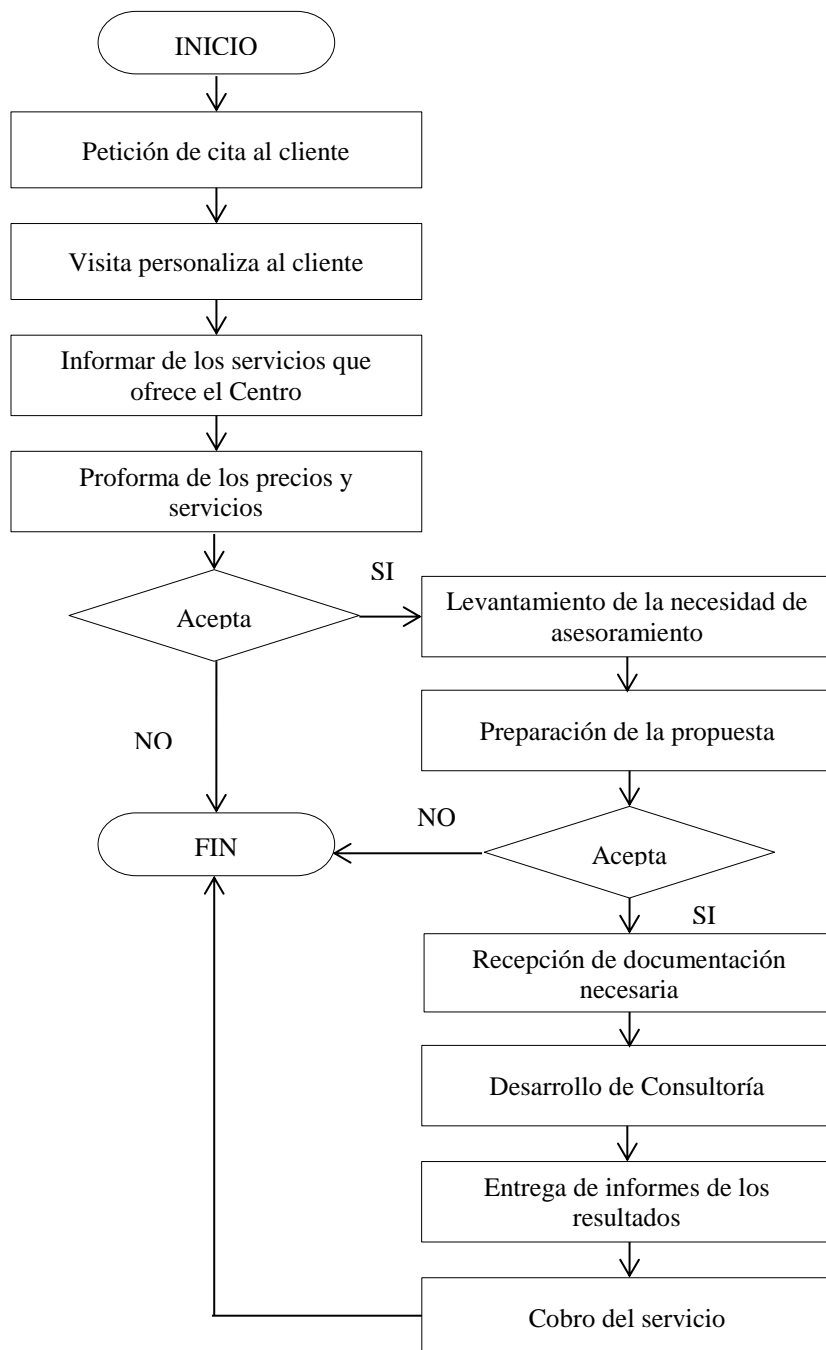 INICIO
Petición de cita al cliente
Visita personaliza al cliente
Informar de los servicios que
ofrece el Centro
Proforma de los precios y
servicios
Acepta
SI
NO
Levantamiento de la necesidad de
asesoramiento
Preparación de la propuesta
Acepta
NO
SI
FIN
Recepción de documentación
necesaria
Desarrollo de Consultoría
Entrega de informes de los
resultados
Cobro del servicio